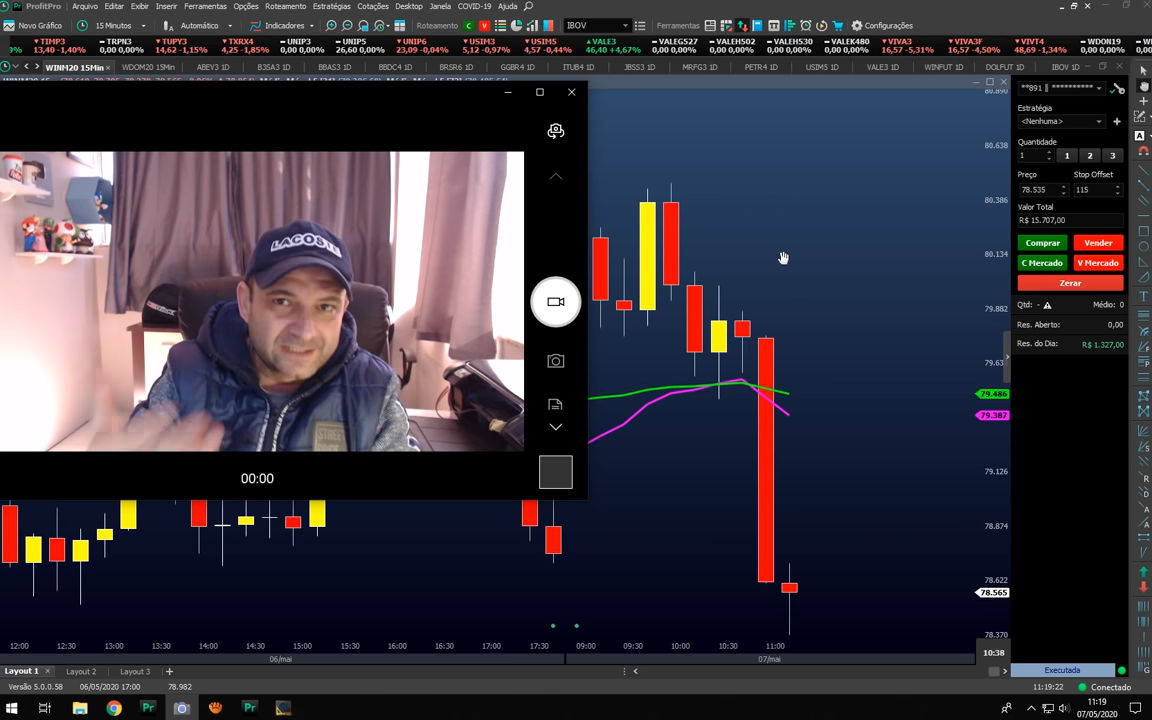 ProfitPro Arquivo Editar Exibir Inserir Ferramentas Opções Roteamento Estratégias Cotações Desktop Janela COVID-19 Ajuda
Novo Gráfico 15 Minutos Automático Indicadores Roteamento C V IBOV Ferramentas Configurações
TIMP3 TRPN3 TUPY3 TXRX4 UNIP3 UNIP5 UNIP6 USIM3 USIM5 VALE3 VALEG527 VALEH502 VALEH530 VALEK480 VIVA3 VIVA3F VIVT4 WDON19
9% 13,40 -1,40% 0,00 0,00% 14,62 -1,15% 4,25 -1,85% 0,00 0,00% 26,60 0,00% 23,09 -0,04% 5,12 -0,97% 4,57 -0,44% 46,40 +4,67% 0,00 0,00% 0,00 0,00% 0,00 0,00% 0,00 0,00% 16,57 -5,31% 16,57 -4,50% 48,69 -1,34% 0,00 0,00%
WINM20 15Min WDOM20 15Min ABEV3 1D B3SA3 1D BBAS3 1D BBDC4 1D BRSR6 1D GGBR4 1D ITUB4 1D JBSS3 1D MRFG3 1D PETR4 1D USIM5 1D VALE3 1D WINFUT 1D DOLFUT 1D IBOV 1D
80.890
80.638
80.386
80.134
79.882
79.486
79.387
79.126
78.874
78.622
78.565
78.370
LACOSTE
STREET
00:00
**891 || **********
Estratégia
<Nenhuma>
Quantidade
1 1 2 3
Preço Stop Offset
78.535 115
Valor Total
R$ 15.707,00
Comprar Vender
C Mercado V Mercado
Zerar
Qtd: - Médio: 0
Res. Aberto: 0,00
Res. do Dia: R$ 1.327,00
12:00 12:30 13:00 13:30 14:00 14:30 15:00 15:30 16:00 16:30 17:00 17:30 09:00 09:30 10:00 10:30 11:00
06/mai 07/mai
10:38
Layout 1 Layout 2 Layout 3
Executada
Versão 5.0.0.58 06/05/2020 17:00 78.982 11:19:22 Conectado
11:19
07/05/2020